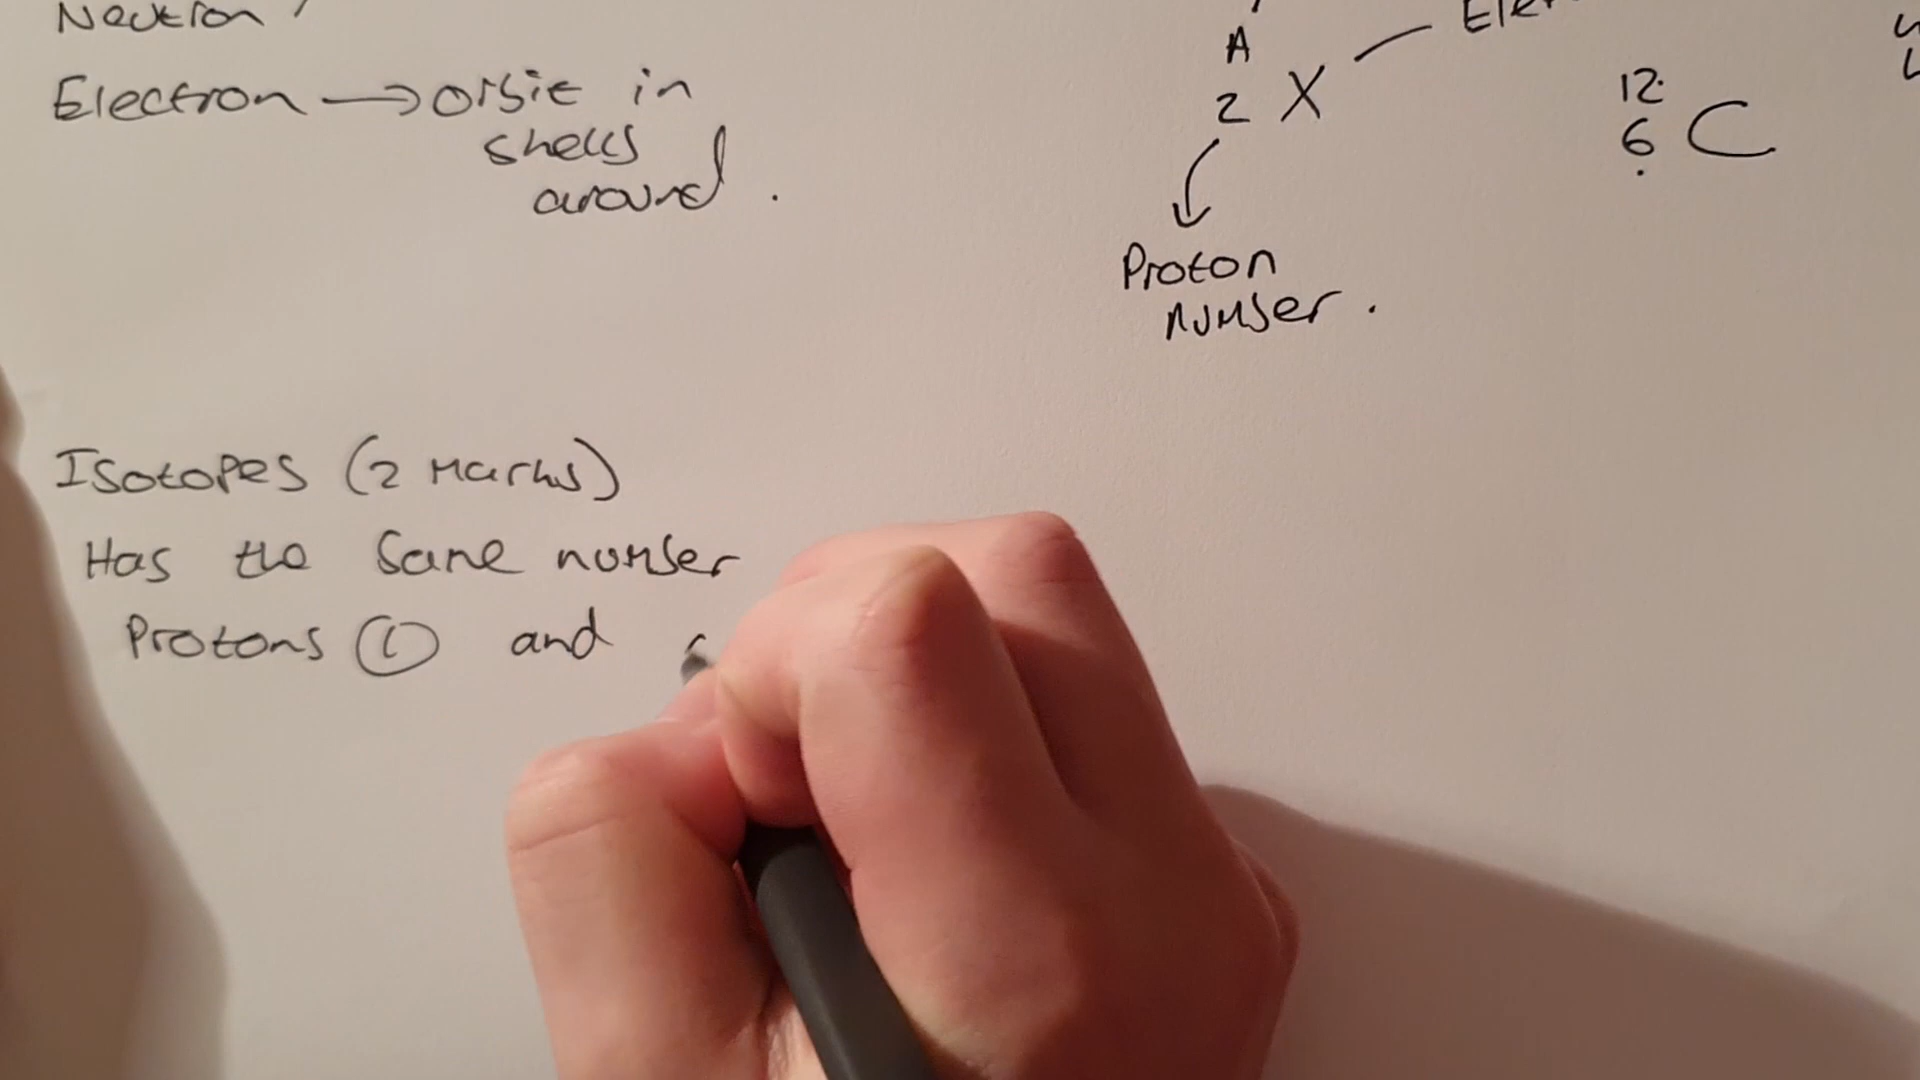 Neutron
Electron → orbit in
shells
around.
A
Z X
12
6 C
Proton
number.
Isotopes (2 Marks)
Has the same number
Protons ① and